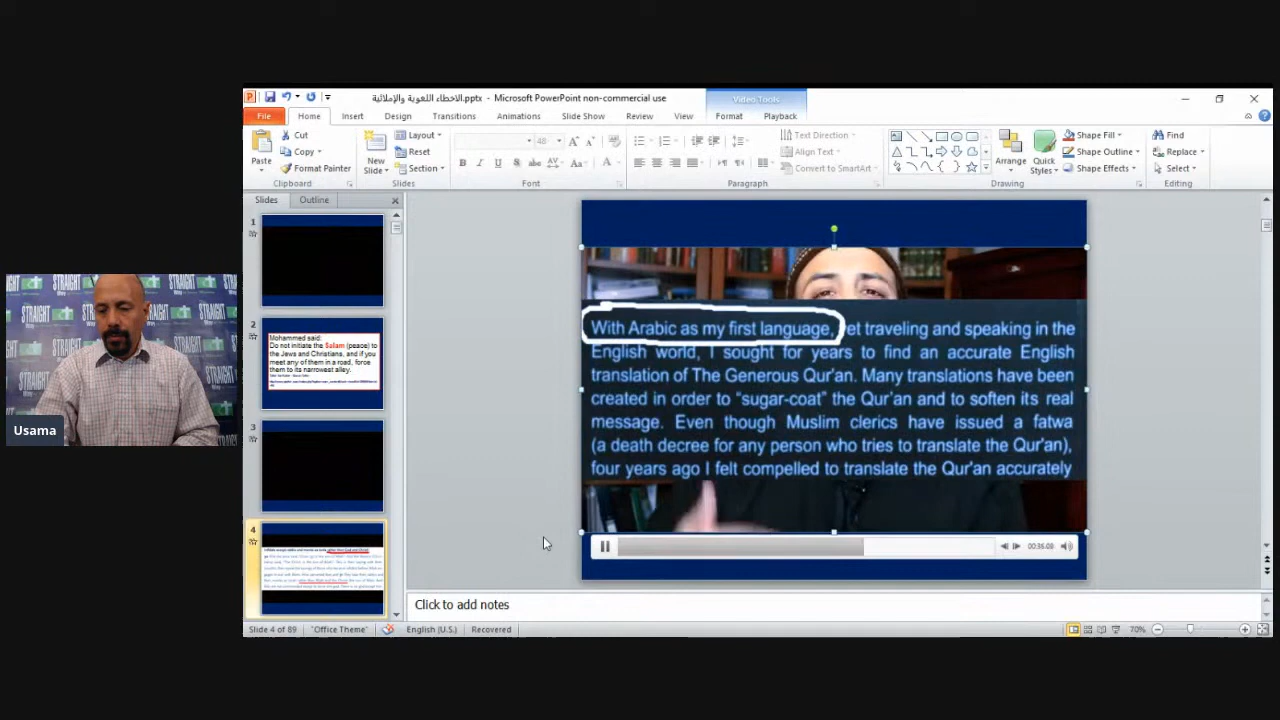 الاخطاء اللغوية والإملائية.pptx - Microsoft PowerPoint non-commercial use
Video Tools
File Home Insert Design Transitions Animations Slide Show Review View Format Playback
Paste
Cut
Copy
Format Painter
Clipboard
New Slide
Layout
Reset
Section
Slides
48
Font
Text Direction
Align Text
Convert to SmartArt
Paragraph
Arrange
Quick Styles
Shape Fill
Shape Outline
Shape Effects
Drawing
Find
Replace
Select
Editing
Slides Outline
1
2
Mohammed said:
Do not initiate the Salam (peace) to
the Jews and Christians, and if you
meet any of them in a road, force
them to its narrowest alley.
3
4
STRAIGHT
Way
Usama
With Arabic as my first language, et traveling and speaking in the
English world, I sought for years to find an accurate English
translation of The Generous Qur'an. Many translations have been
created in order to "sugar-coat" the Qur'an and to soften its real
message. Even though Muslim clerics have issued a fatwa
(a death decree for any person who tries to translate the Qur'an),
four years ago I felt compelled to translate the Qur'an accurately
00:36.08
Click to add notes
Slide 4 of 89 "Office Theme" English (U.S.) Recovered 70%